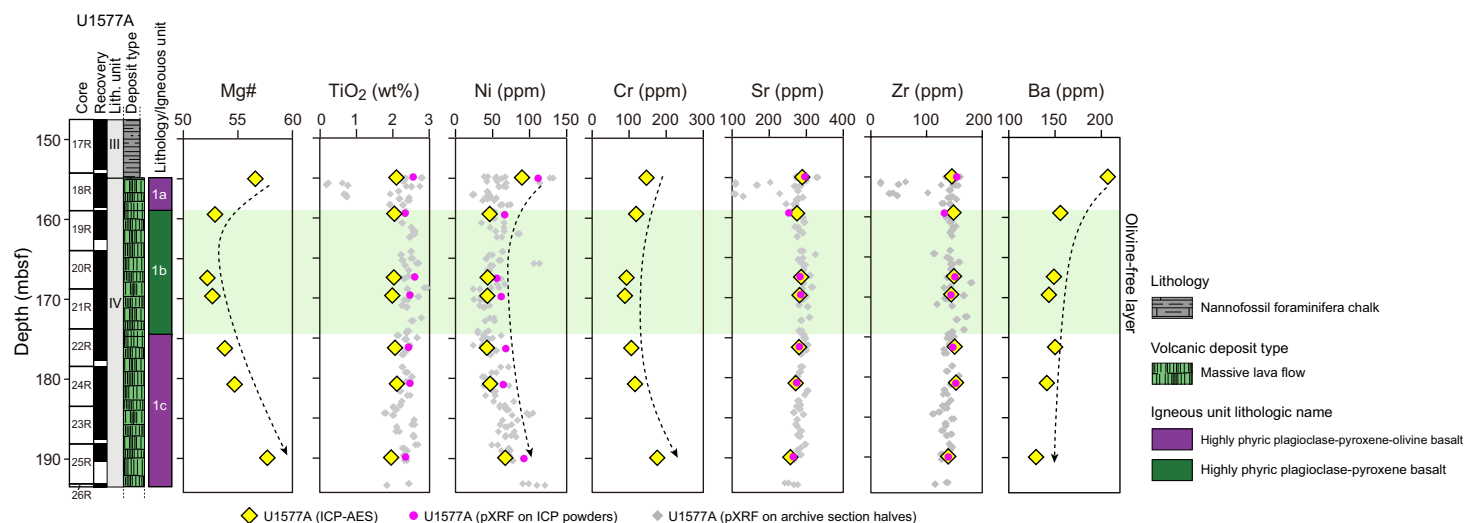 U1577A
Core
Recovery
Lith. unit
Deposit type
Lithology/Igneous unit
Mg#
TiO2 (wt%)
Ni (ppm)
Cr (ppm)
Sr (ppm)
Zr (ppm)
Ba (ppm)
50 55 60
0 1 2 3
0 50 100 150
0 100 200 300
100 200 300 400
0 100 200
100 150 200
Depth (mbsf)
150
160
170
180
190
17R
18R
19R
20R
21R
22R
24R
23R
25R
26R
III
IV
1a
1b
1c
Olivine-free layer
Lithology
Nannofossil foraminifera chalk
Volcanic deposit type
Massive lava flow
Igneous unit lithologic name
Highly phyric plagioclase-pyroxene-olivine basalt
Highly phyric plagioclase-pyroxene basalt
U1577A (ICP-AES)
U1577A (pXRF on ICP powders)
U1577A (pXRF on archive section halves)